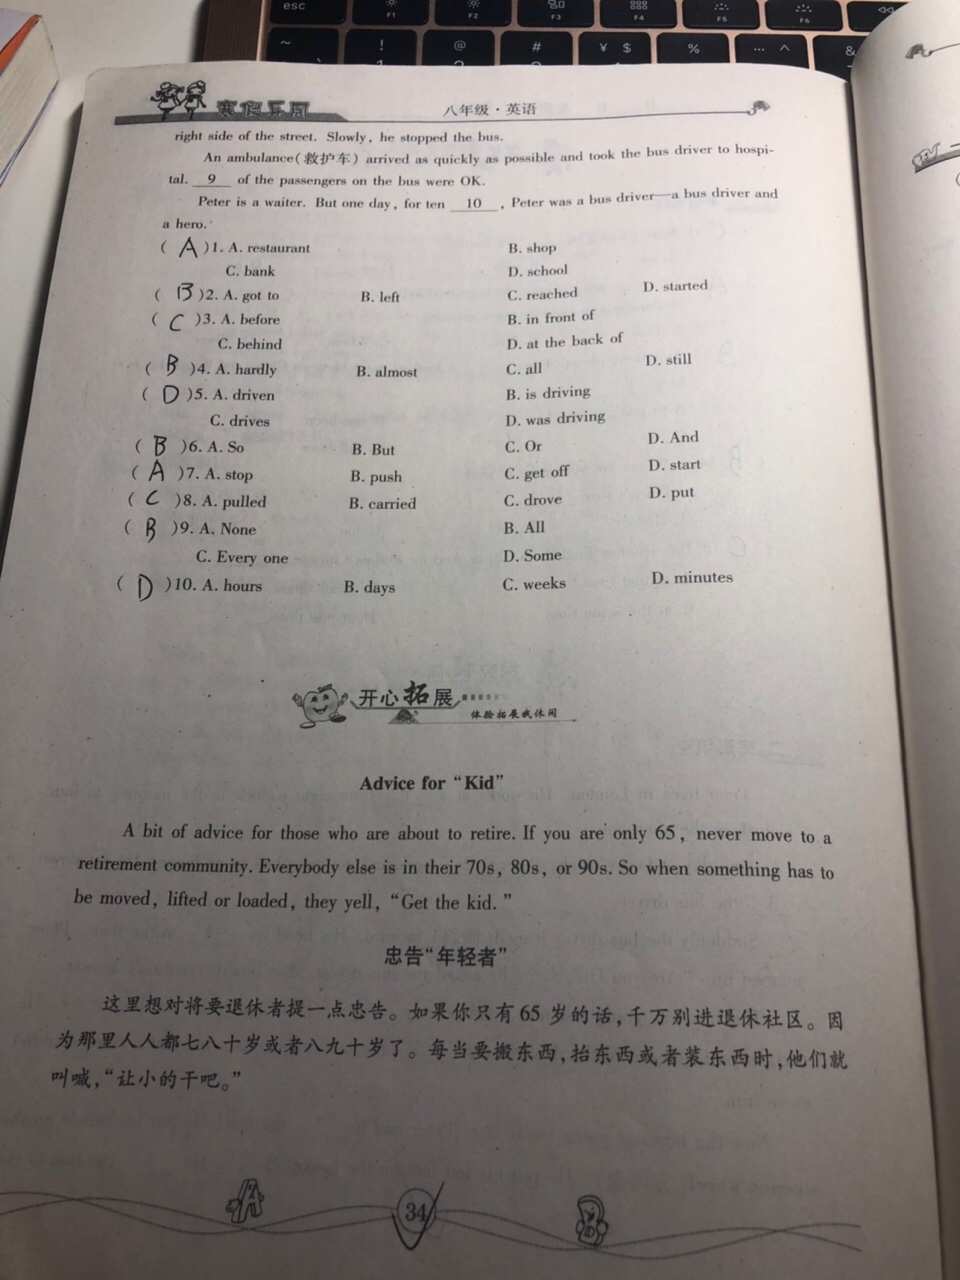 esc F1 F2 F3 F4 F5 F6
~ ! @ # ¥ $ % … ^ &
寒假乐园 八年级·英语
right side of the street. Slowly, he stopped the bus.
An ambulance(救护车) arrived as quickly as possible and took the bus driver to hospi-
tal. 9 of the passengers on the bus were OK.
Peter is a waiter. But one day, for ten 10 , Peter was a bus driver—a bus driver and
a hero.
( A )1. A. restaurant B. shop
C. bank D. school
( B )2. A. got to B. left C. reached D. started
( C )3. A. before B. in front of
C. behind D. at the back of
( B )4. A. hardly B. almost C. all D. still
( D )5. A. driven B. is driving
C. drives D. was driving
( B )6. A. So B. But C. Or D. And
( A )7. A. stop B. push C. get off D. start
( C )8. A. pulled B. carried C. drove D. put
( B )9. A. None B. All
C. Every one D. Some
( D )10. A. hours B. days C. weeks D. minutes
开心拓展
体验拓展我休闲
Advice for “Kid”
A bit of advice for those who are about to retire. If you are only 65, never move to a
retirement community. Everybody else is in their 70s, 80s, or 90s. So when something has to
be moved, lifted or loaded, they yell, “Get the kid.”
忠告“年轻者”
这里想对将要退休者提一点忠告。如果你只有65岁的话,千万别进退休社区。因
为那里人人都七八十岁或者八九十岁了。每当要搬东西,抬东西或者装东西时,他们就
叫喊,“让小的干吧。”
34